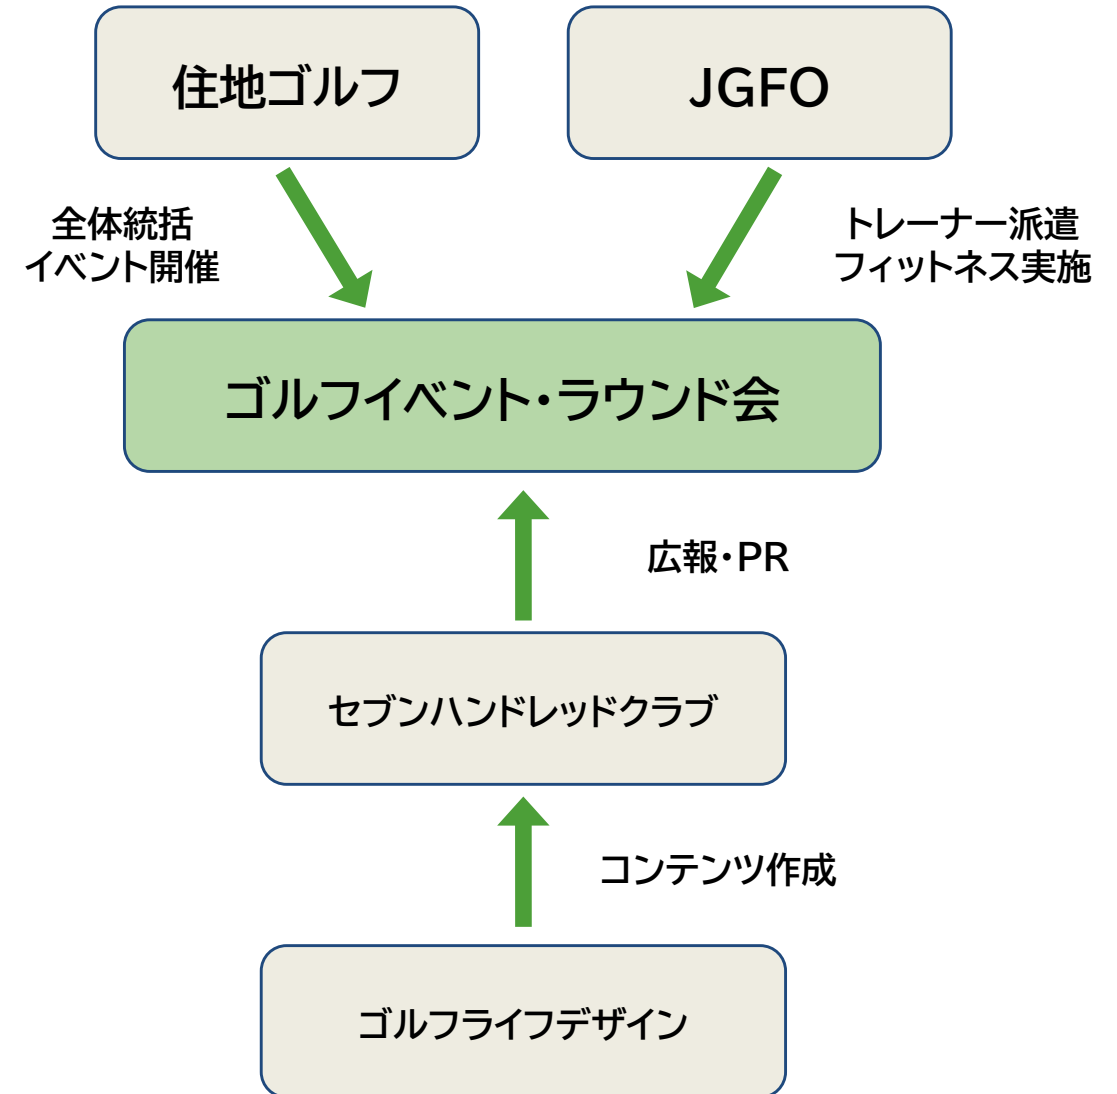 住地ゴルフ
JGFO
全体統括
イベント開催
トレーナー派遣
フィットネス実施
ゴルフイベント・ラウンド会
広報・PR
セブンハンドレッドクラブ
コンテンツ作成
ゴルフライフデザイン